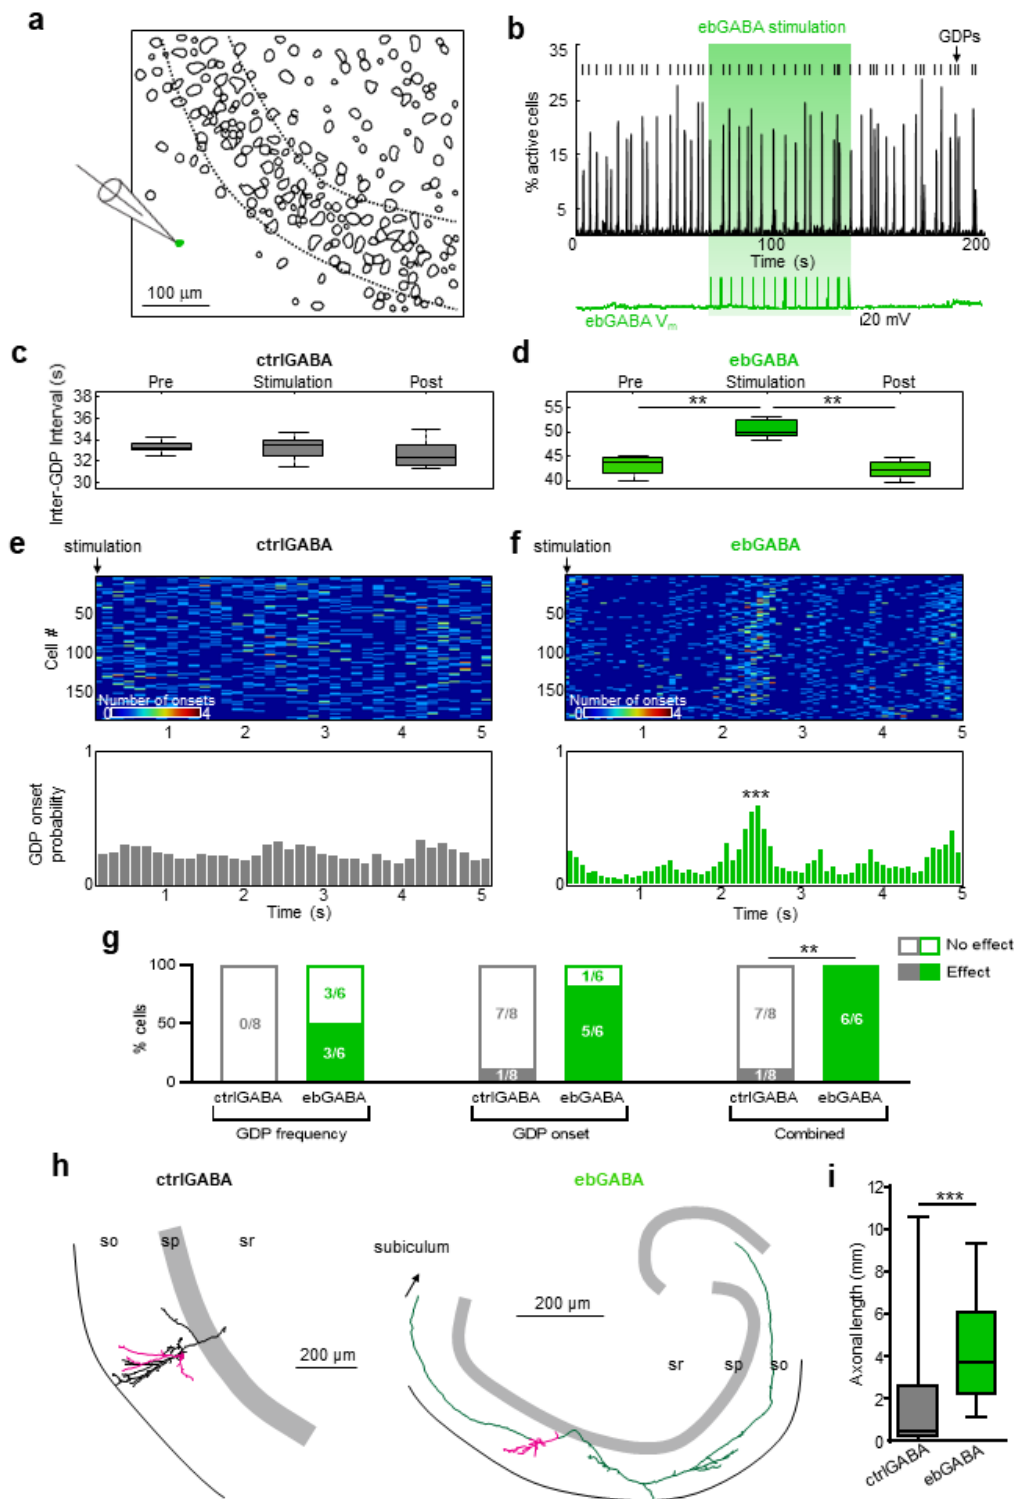 a
100 µm
b
ebGABA stimulation
GDPs
% active cells
35
25
15
5
0
100
200
Time (s)
ebGABA Vm
20 mV
c
ctrlGABA
Pre
Stimulation
Post
Inter-GDP Interval (s)
38
36
34
32
30
d
ebGABA
Pre
Stimulation
Post
**
**
55
50
45
40
e
stimulation
ctrlGABA
Cell #
50
100
150
Number of onsets
0
4
1
2
3
4
5
GDP onset probability
1
0
1
2
3
4
5
Time (s)
f
stimulation
ebGABA
50
100
150
Number of onsets
0
4
1
2
3
4
5
1
0
***
2
3
4
5
Time (s)
g
% cells
100
50
0
0/8
3/6
3/6
7/8
1/8
1/6
5/6
**
7/8
1/8
6/6
No effect
Effect
ctrlGABA
ebGABA
ctrlGABA
ebGABA
ctrlGABA
ebGABA
GDP frequency
GDP onset
Combined
h
ctrlGABA
so
sp
sr
200 µm
ebGABA
subiculum
200 µm
sr
sp
so
i
Axonal length (mm)
12
10
8
6
4
2
0
***
ctrlGABA
ebGABA